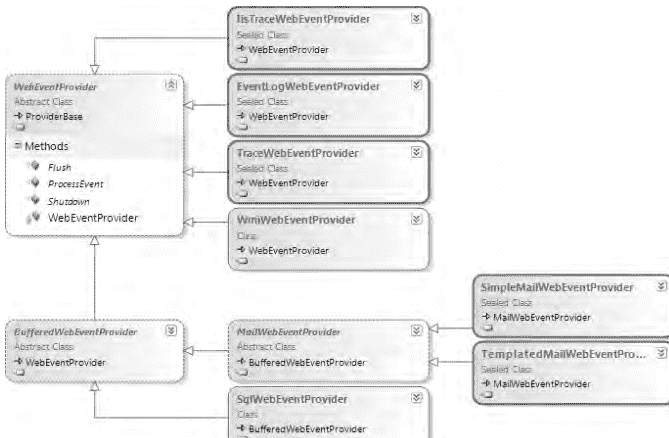 IisTraceWebEventProvider
Sealed Class
WebEventProvider
WebEventProvider
Abstract Class
ProviderBase
Methods
Flush
ProcessEvent
Shutdown
WebEventProvider
EventLogWebEventProvider
Sealed Class
WebEventProvider
TraceWebEventProvider
Sealed Class
WebEventProvider
WmiWebEventProvider
Class
WebEventProvider
BufferedWebEventProvider
Abstract Class
WebEventProvider
MailWebEventProvider
Abstract Class
BufferedWebEventProvider
SimpleMailWebEventProvider
Sealed Class
MailWebEventProvider
TemplatedMailWebEventPro...
Sealed Class
MailWebEventProvider
SqlWebEventProvider
Class
BufferedWebEventProvider